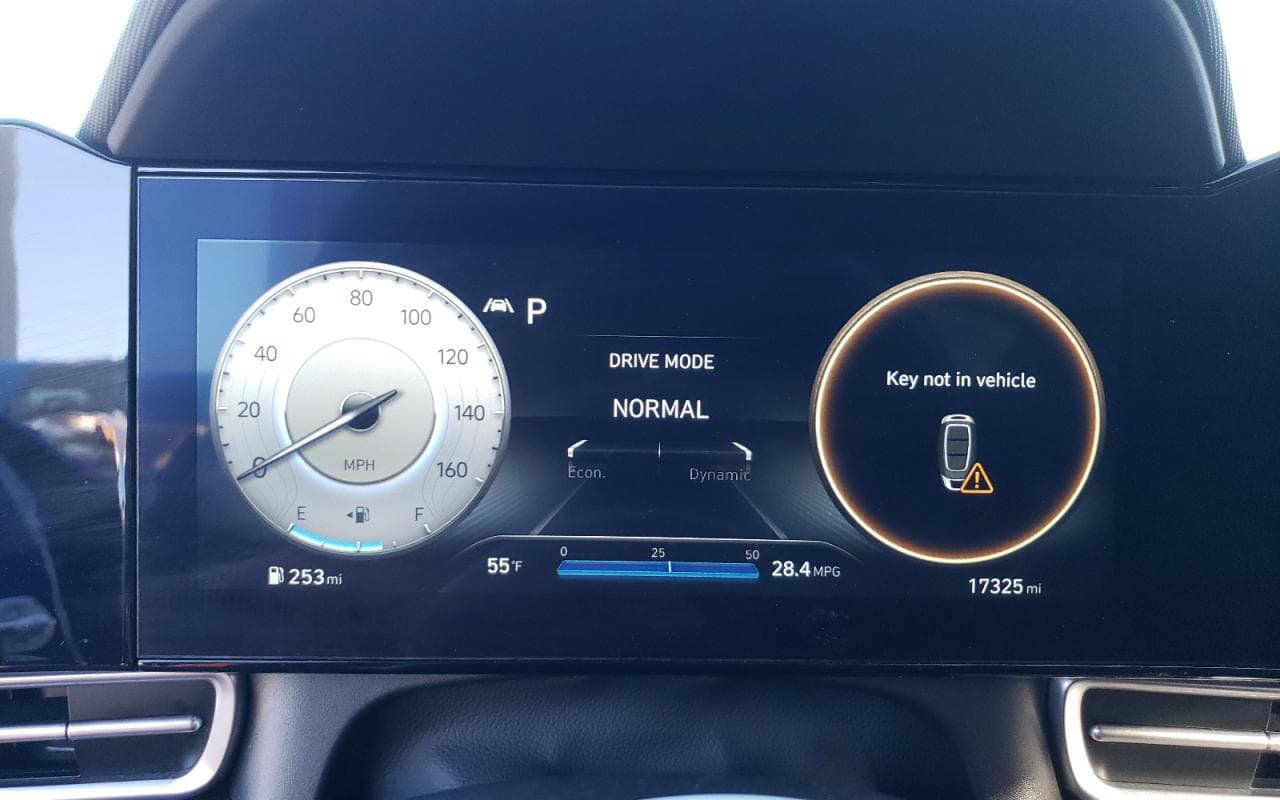 80
60
100
40
120
20
140
0
160
MPH
E
F
253mi
P
DRIVE MODE
NORMAL
Econ.
Dynamic
0
25
50
55°F
28.4MPG
Key not in vehicle
17325mi